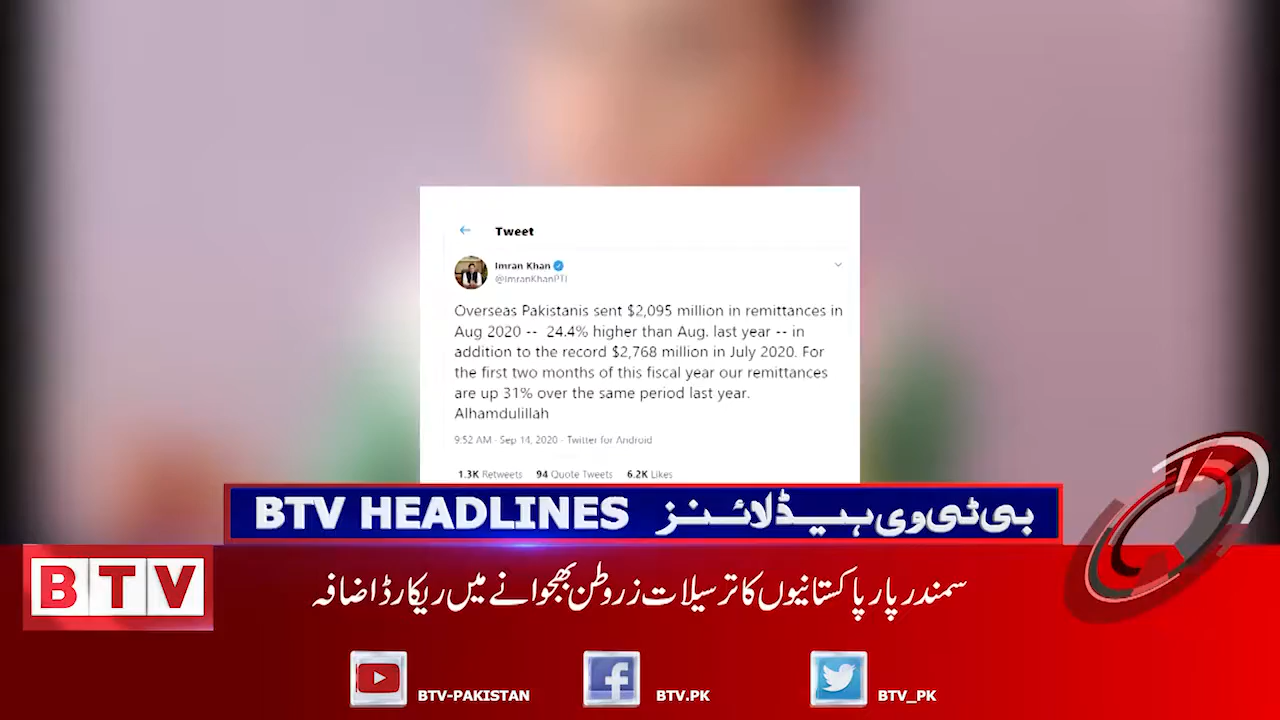 Tweet
Imran Khan
@ImranKhanPTI
Overseas Pakistanis sent $2,095 million in remittances in
Aug 2020 -- 24.4% higher than Aug. last year -- in
addition to the record $2,768 million in July 2020. For
the first two months of this fiscal year our remittances
are up 31% over the same period last year.
Alhamdulillah
9:52 AM · Sep 14, 2020 · Twitter for Android
1.3K Retweets 94 Quote Tweets 6.2K Likes
BTV HEADLINES بی ٹی وی ہیڈ لائنز
BTV
سمندر پار پاکستانیوں کا ترسیلات زر وطن بھجوانے میں ریکارڈ اضافہ
BTV-PAKISTAN BTV.PK BTV_PK